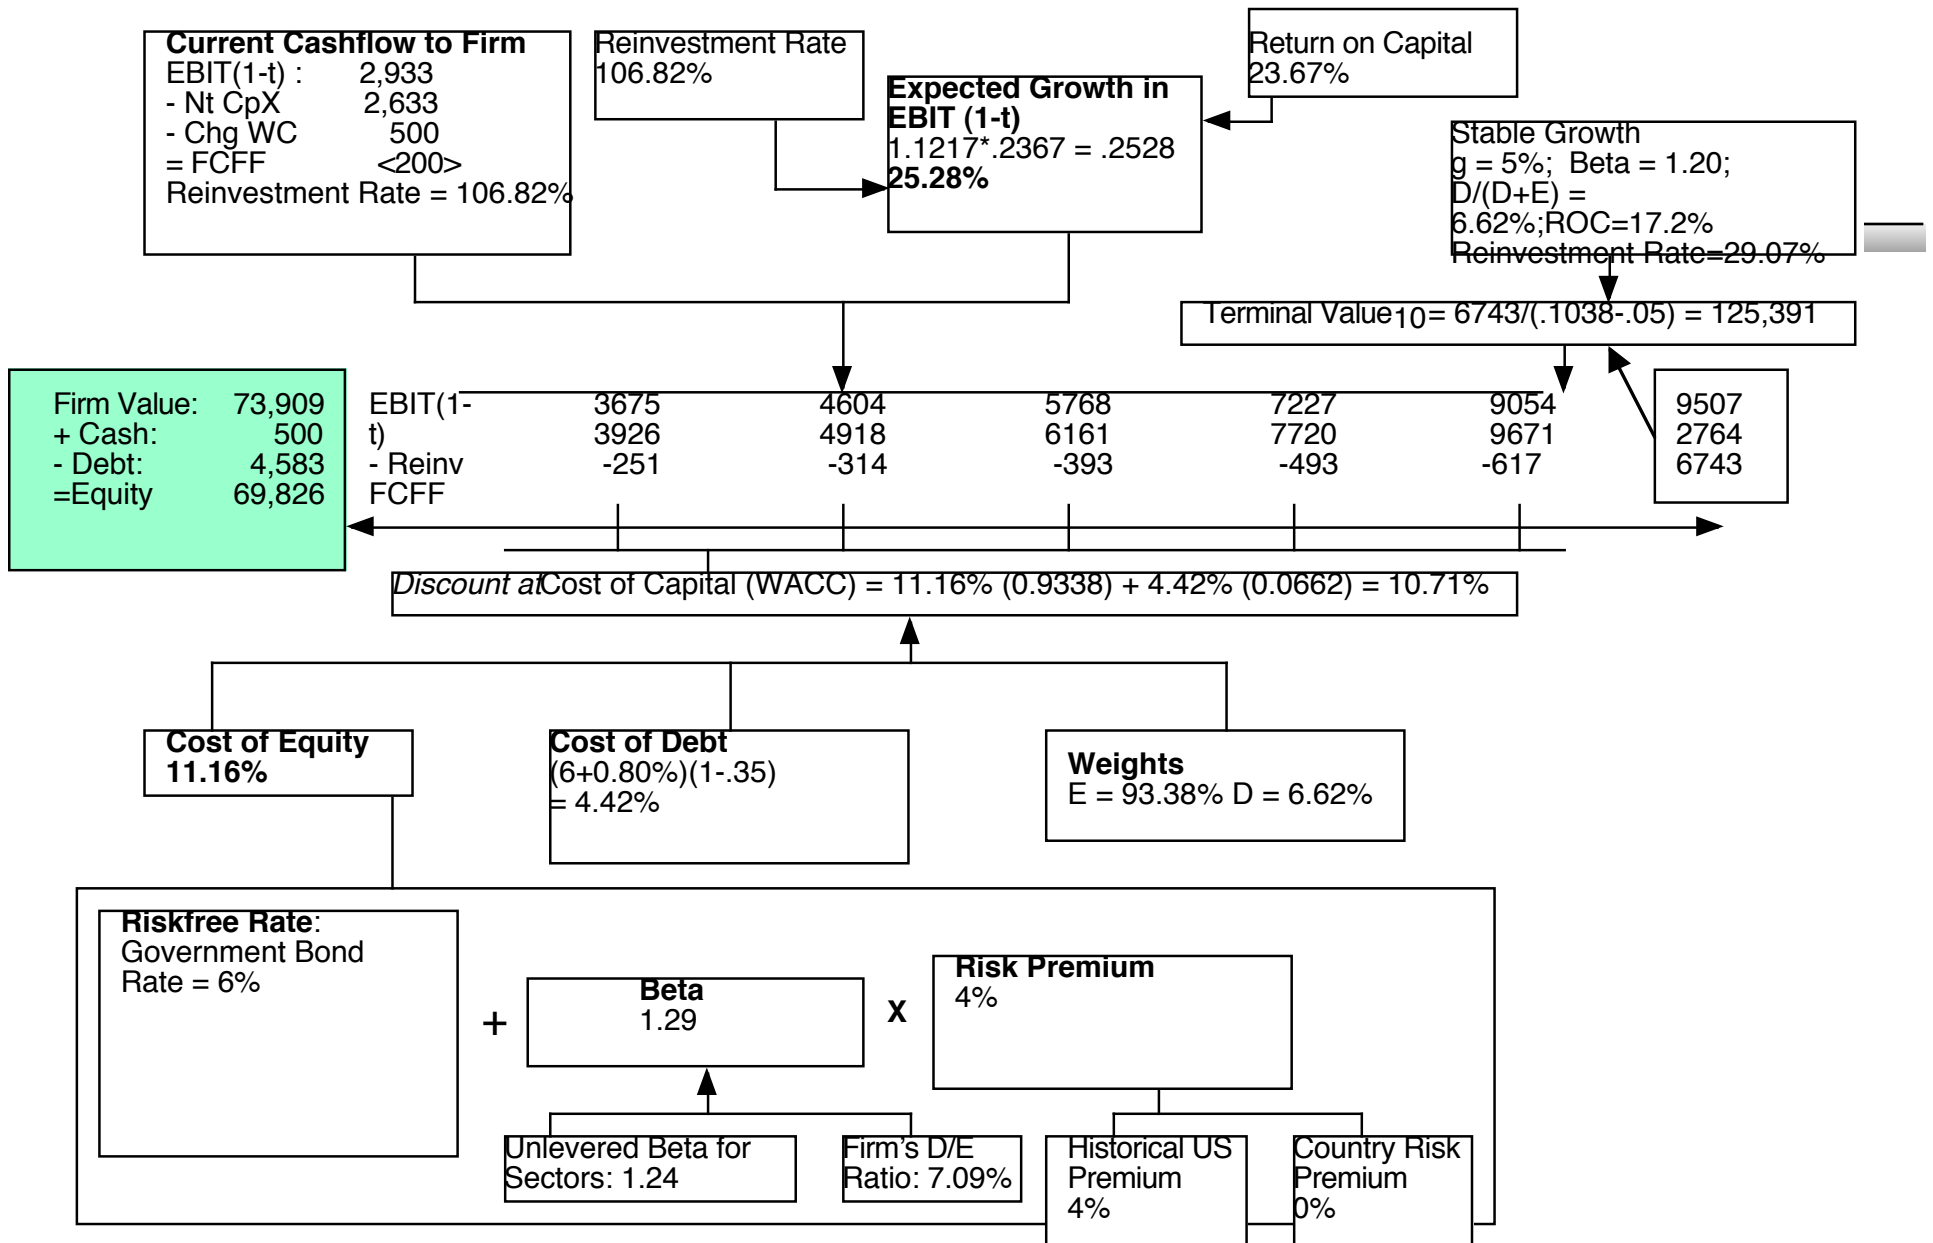 Current Cashflow to Firm
EBIT(1-t) : 2,933
- Nt CpX 2,633
- Chg WC 500
= FCFF <200>
Reinvestment Rate = 106.82%
Reinvestment Rate
106.82%
Expected Growth in
EBIT (1-t)
1.1217*.2367 = .2528
25.28%
Return on Capital
23.67%
Stable Growth
g = 5%; Beta = 1.20;
D/(D+E) =
6.62%;ROC=17.2%
Reinvestment Rate=29.07%
Terminal Value10= 6743/(.1038-.05) = 125,391
Firm Value: 73,909
+ Cash: 500
- Debt: 4,583
=Equity 69,826
EBIT(1- 3675 4604 5768 7227 9054 9507
t) 3926 4918 6161 7720 9671 2764
- Reinv -251 -314 -393 -493 -617 6743
FCFF
Discount at Cost of Capital (WACC) = 11.16% (0.9338) + 4.42% (0.0662) = 10.71%
Cost of Equity
11.16%
Cost of Debt
(6+0.80%)(1-.35)
= 4.42%
Weights
E = 93.38% D = 6.62%
Riskfree Rate:
Government Bond
Rate = 6%
+
Beta
1.29
X
Risk Premium
4%
Unlevered Beta for
Sectors: 1.24
Firm's D/E
Ratio: 7.09%
Historical US
Premium
4%
Country Risk
Premium
0%